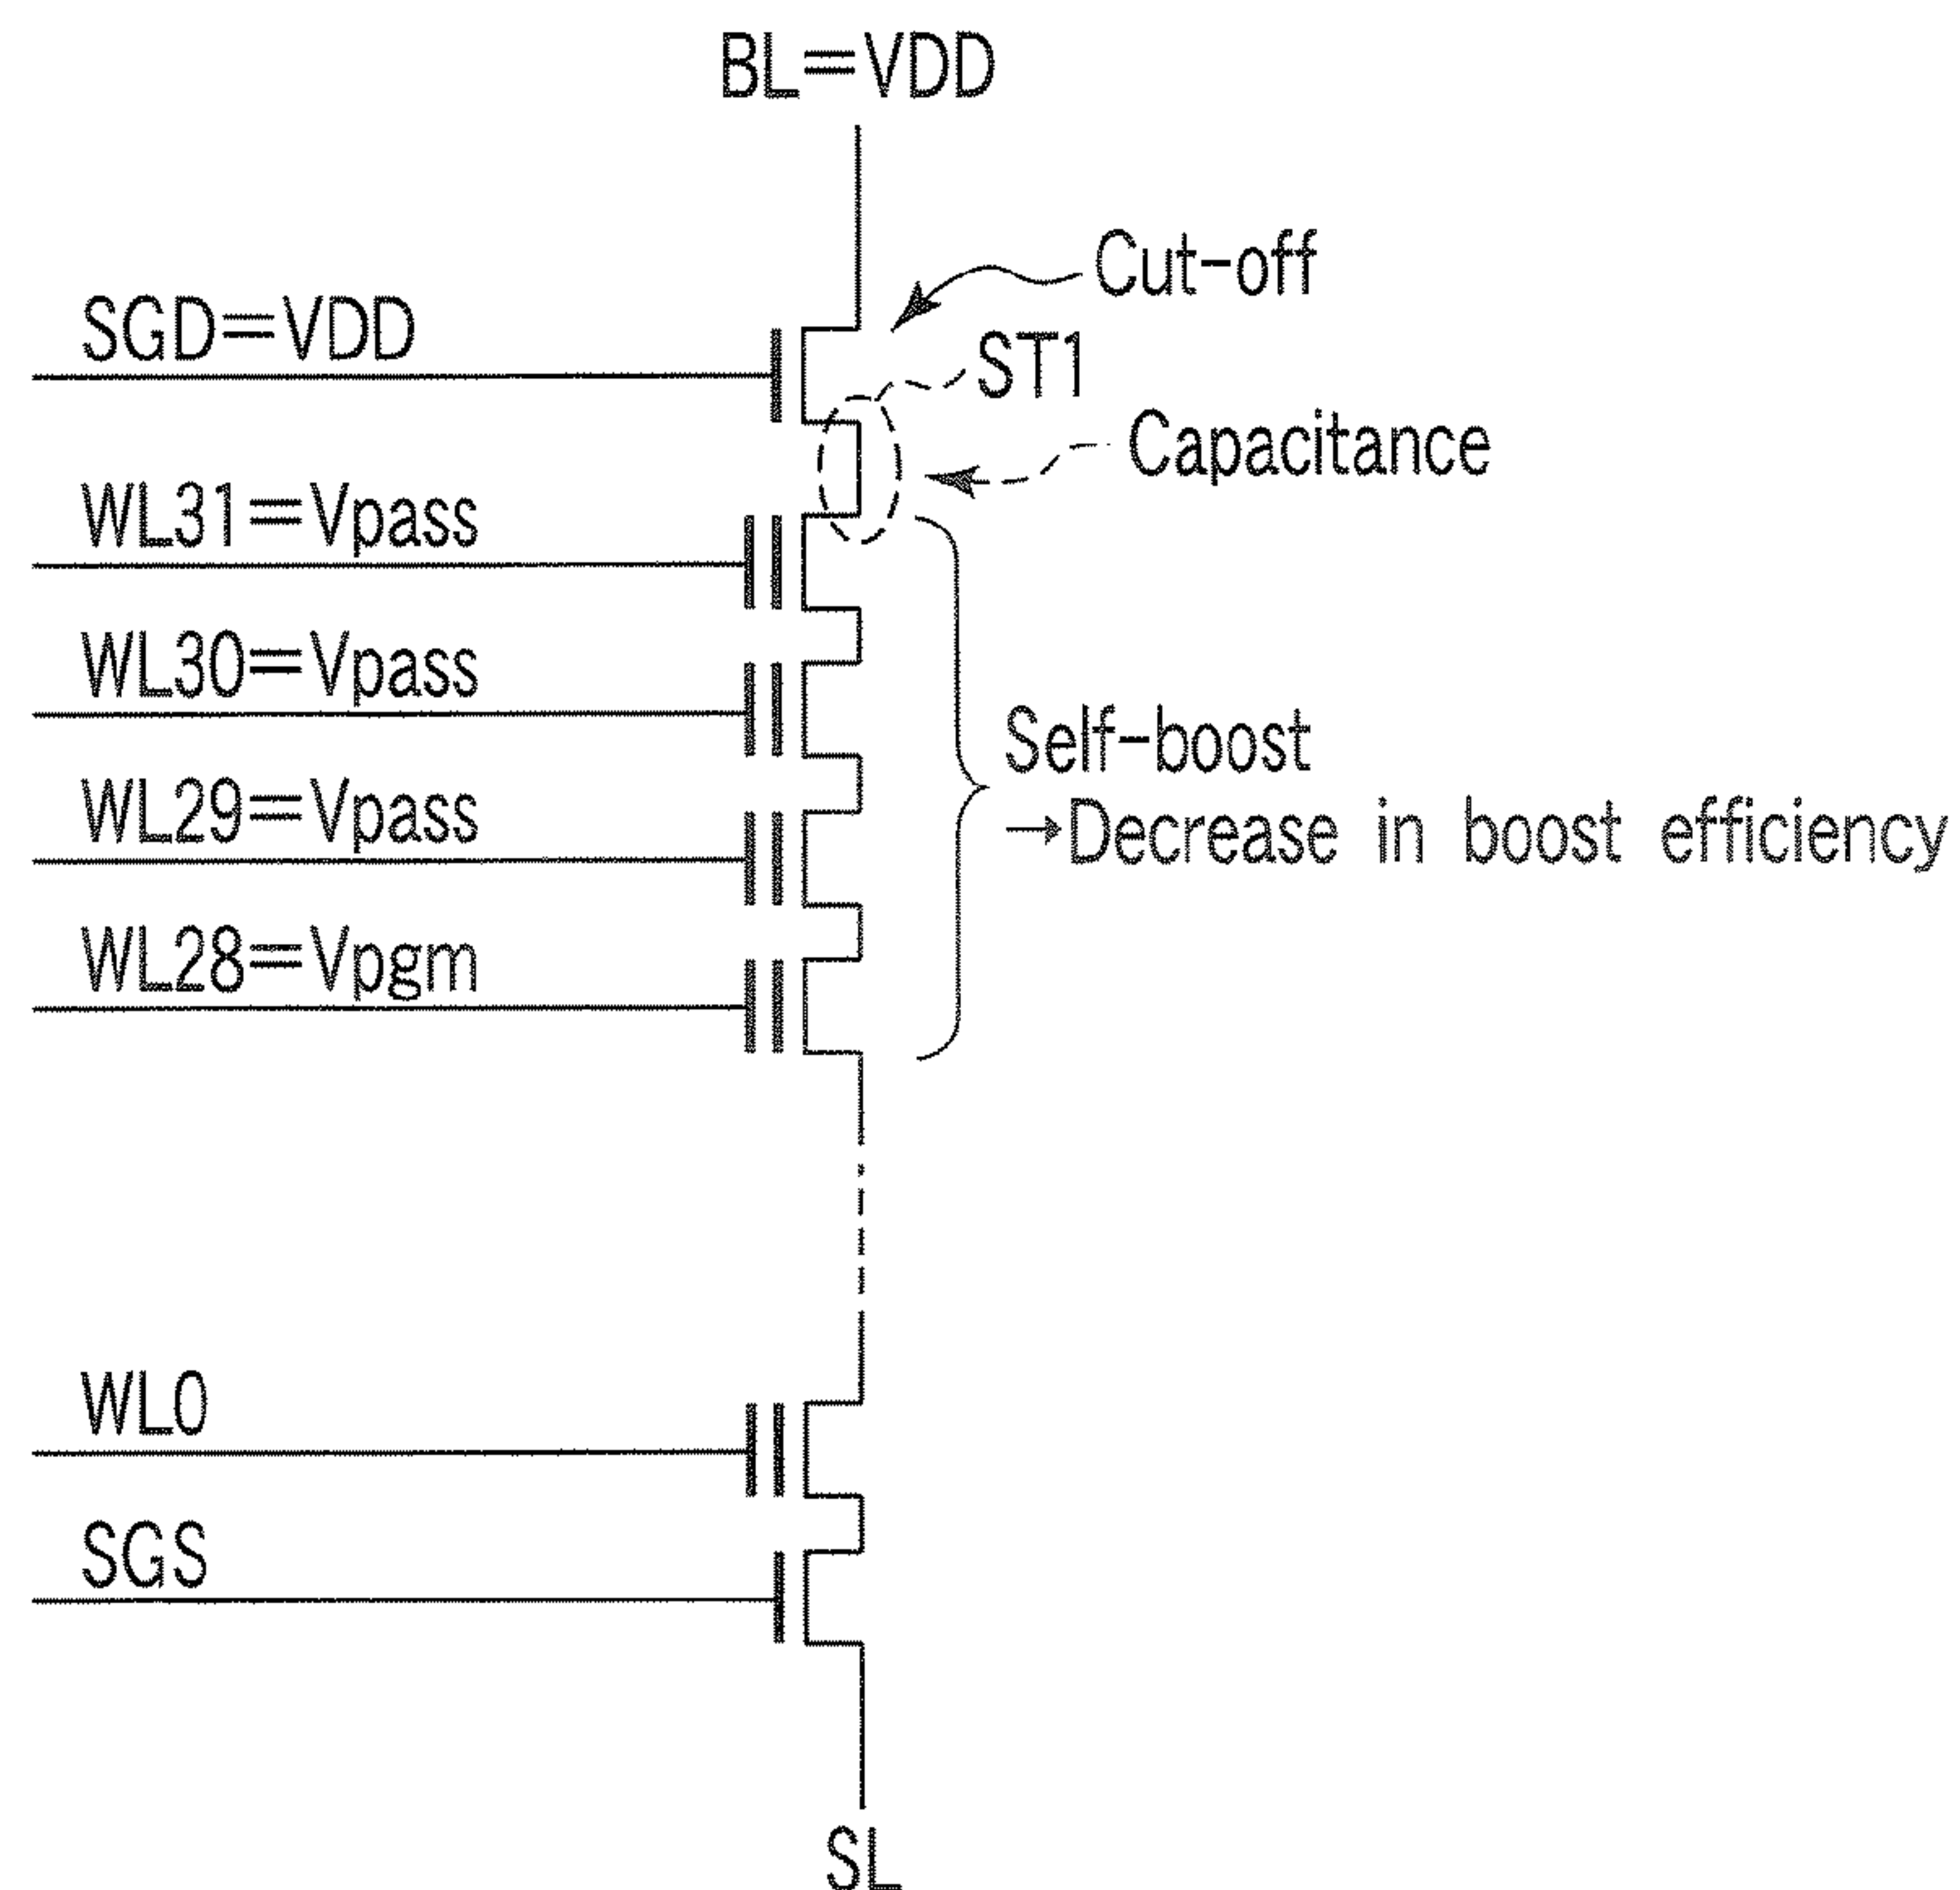 BL=VDD
Cut-off
SGD=VDD
ST1
Capacitance
WL31=Vpass
WL30=Vpass
Self-boost
→Decrease in boost efficiency
WL29=Vpass
WL28=Vpgm
WL0
SGS
SL